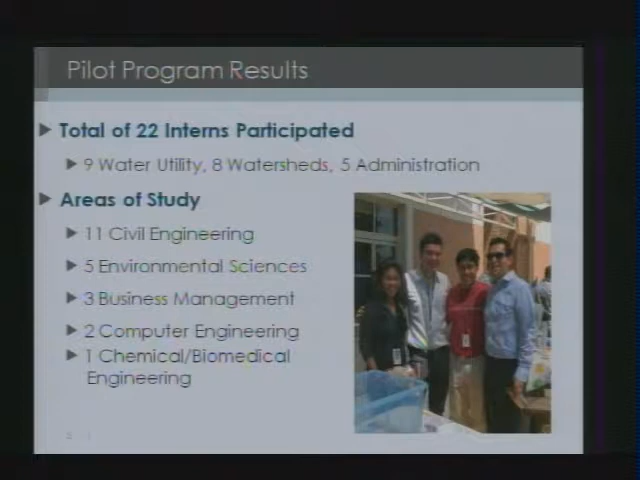 Pilot Program Results
Total of 22 Interns Participated
9 Water Utility, 8 Watersheds, 5 Administration
Areas of Study
11 Civil Engineering
5 Environmental Sciences
3 Business Management
2 Computer Engineering
1 Chemical/Biomedical
Engineering